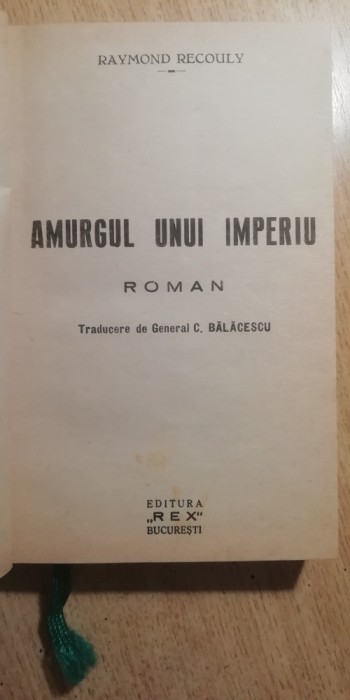 RAYMOND RECOULY
AMURGUL UNUI IMPERIU
ROMAN
Traducere de General C. BĂLĂCESCU
EDITURA
„REX“
BUCUREȘTI